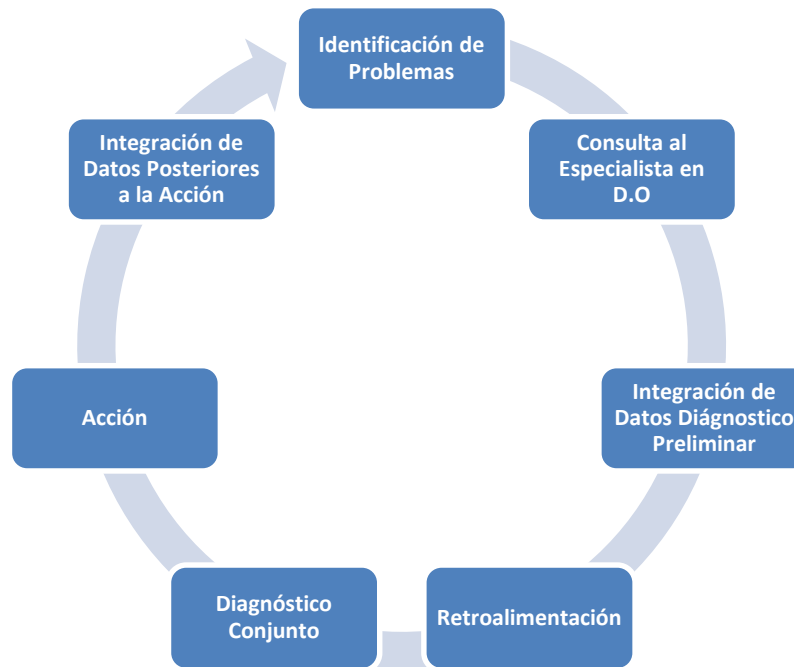 Identificación de
Problemas
Consulta al
Especialista en
D.O
Integración de
Datos Diágnostico
Preliminar
Retroalimentación
Diagnóstico
Conjunto
Acción
Integración de
Datos Posteriores
a la Acción